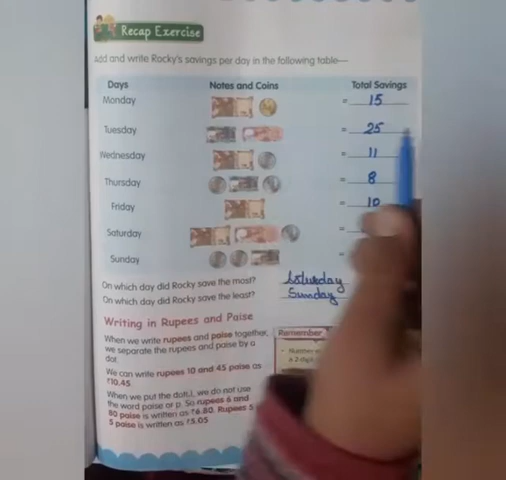 Recap Exercise
add and write Rocky's savings per day in the following table—
Days Notes and Coins Total Savings
Monday = 15
Tuesday = 25
Wednesday = 11
Thursday = 8
Friday = 10
Saturday =
Sunday =
On which day did Rocky save the most? Saturday
On which day did Rocky save the least? Sunday
Writing in Rupees and Paise
When we write rupees and paise together,
we separate the rupees and paise by a
dot.
We can write rupees 10 and 45 paise as
₹10.45.
When we put the dot(.), we do not use
the word paise or p. So rupees 6 and
80 paise is written as ₹6.80. Rupees 5
5 paise is written as ₹5.05
Remember
Number
is 2 digit